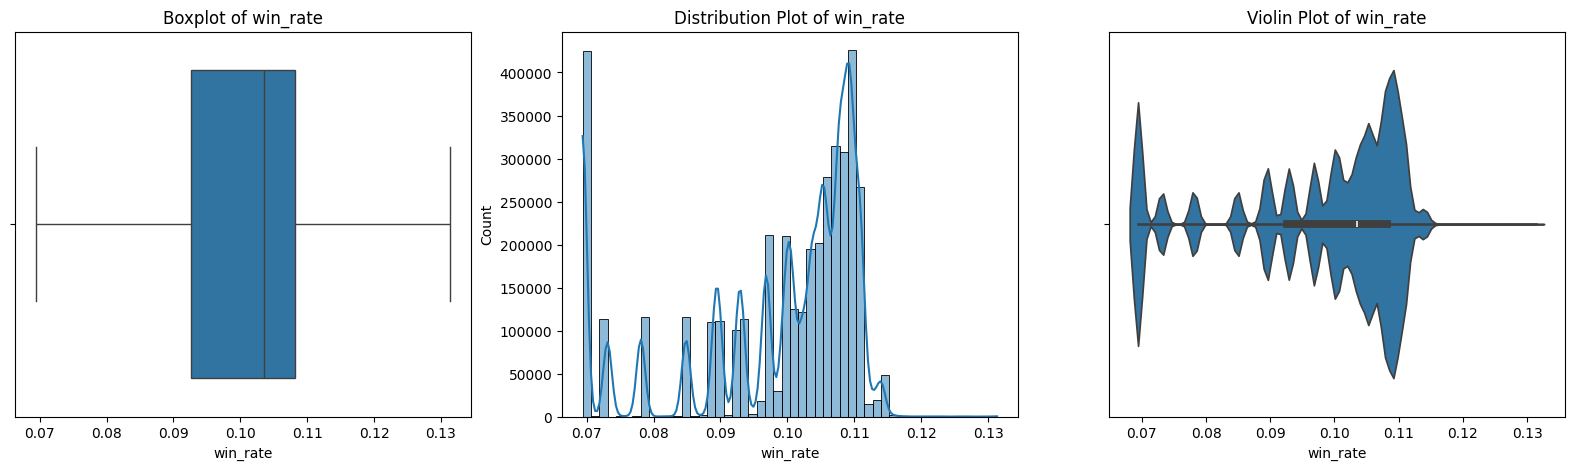 Boxplot of win_rate
0.07 0.08 0.09 0.10 0.11 0.12 0.13
win_rate
Distribution Plot of win_rate
Count
400000
350000
300000
250000
200000
150000
100000
50000
0
0.07 0.08 0.09 0.10 0.11 0.12 0.13
win_rate
Violin Plot of win_rate
0.07 0.08 0.09 0.10 0.11 0.12 0.13
win_rate